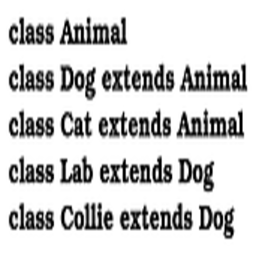 class Animal
class Dog extends Animal
class Cat extends Animal
class Lab extends Dog
class Collie extends Dog